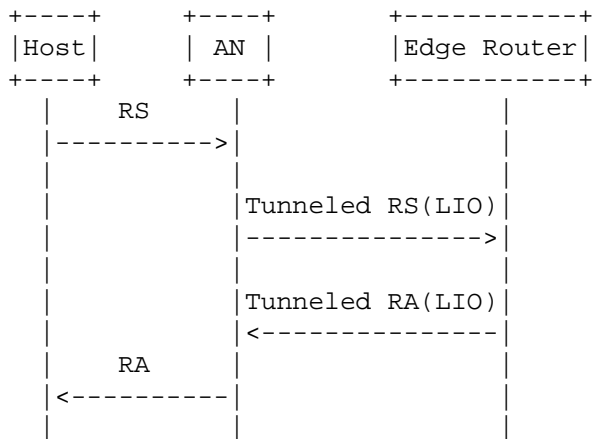 +----+ +----+ +-----------+
|Host| | AN | |Edge Router|
+----+ +----+ +-----------+
| RS | |
|---------->| |
| | |
| |Tunneled RS(LIO)|
| |--------------->|
| | |
| |Tunneled RA(LIO)|
| |<---------------|
| RA | |
|<----------| |
| | |